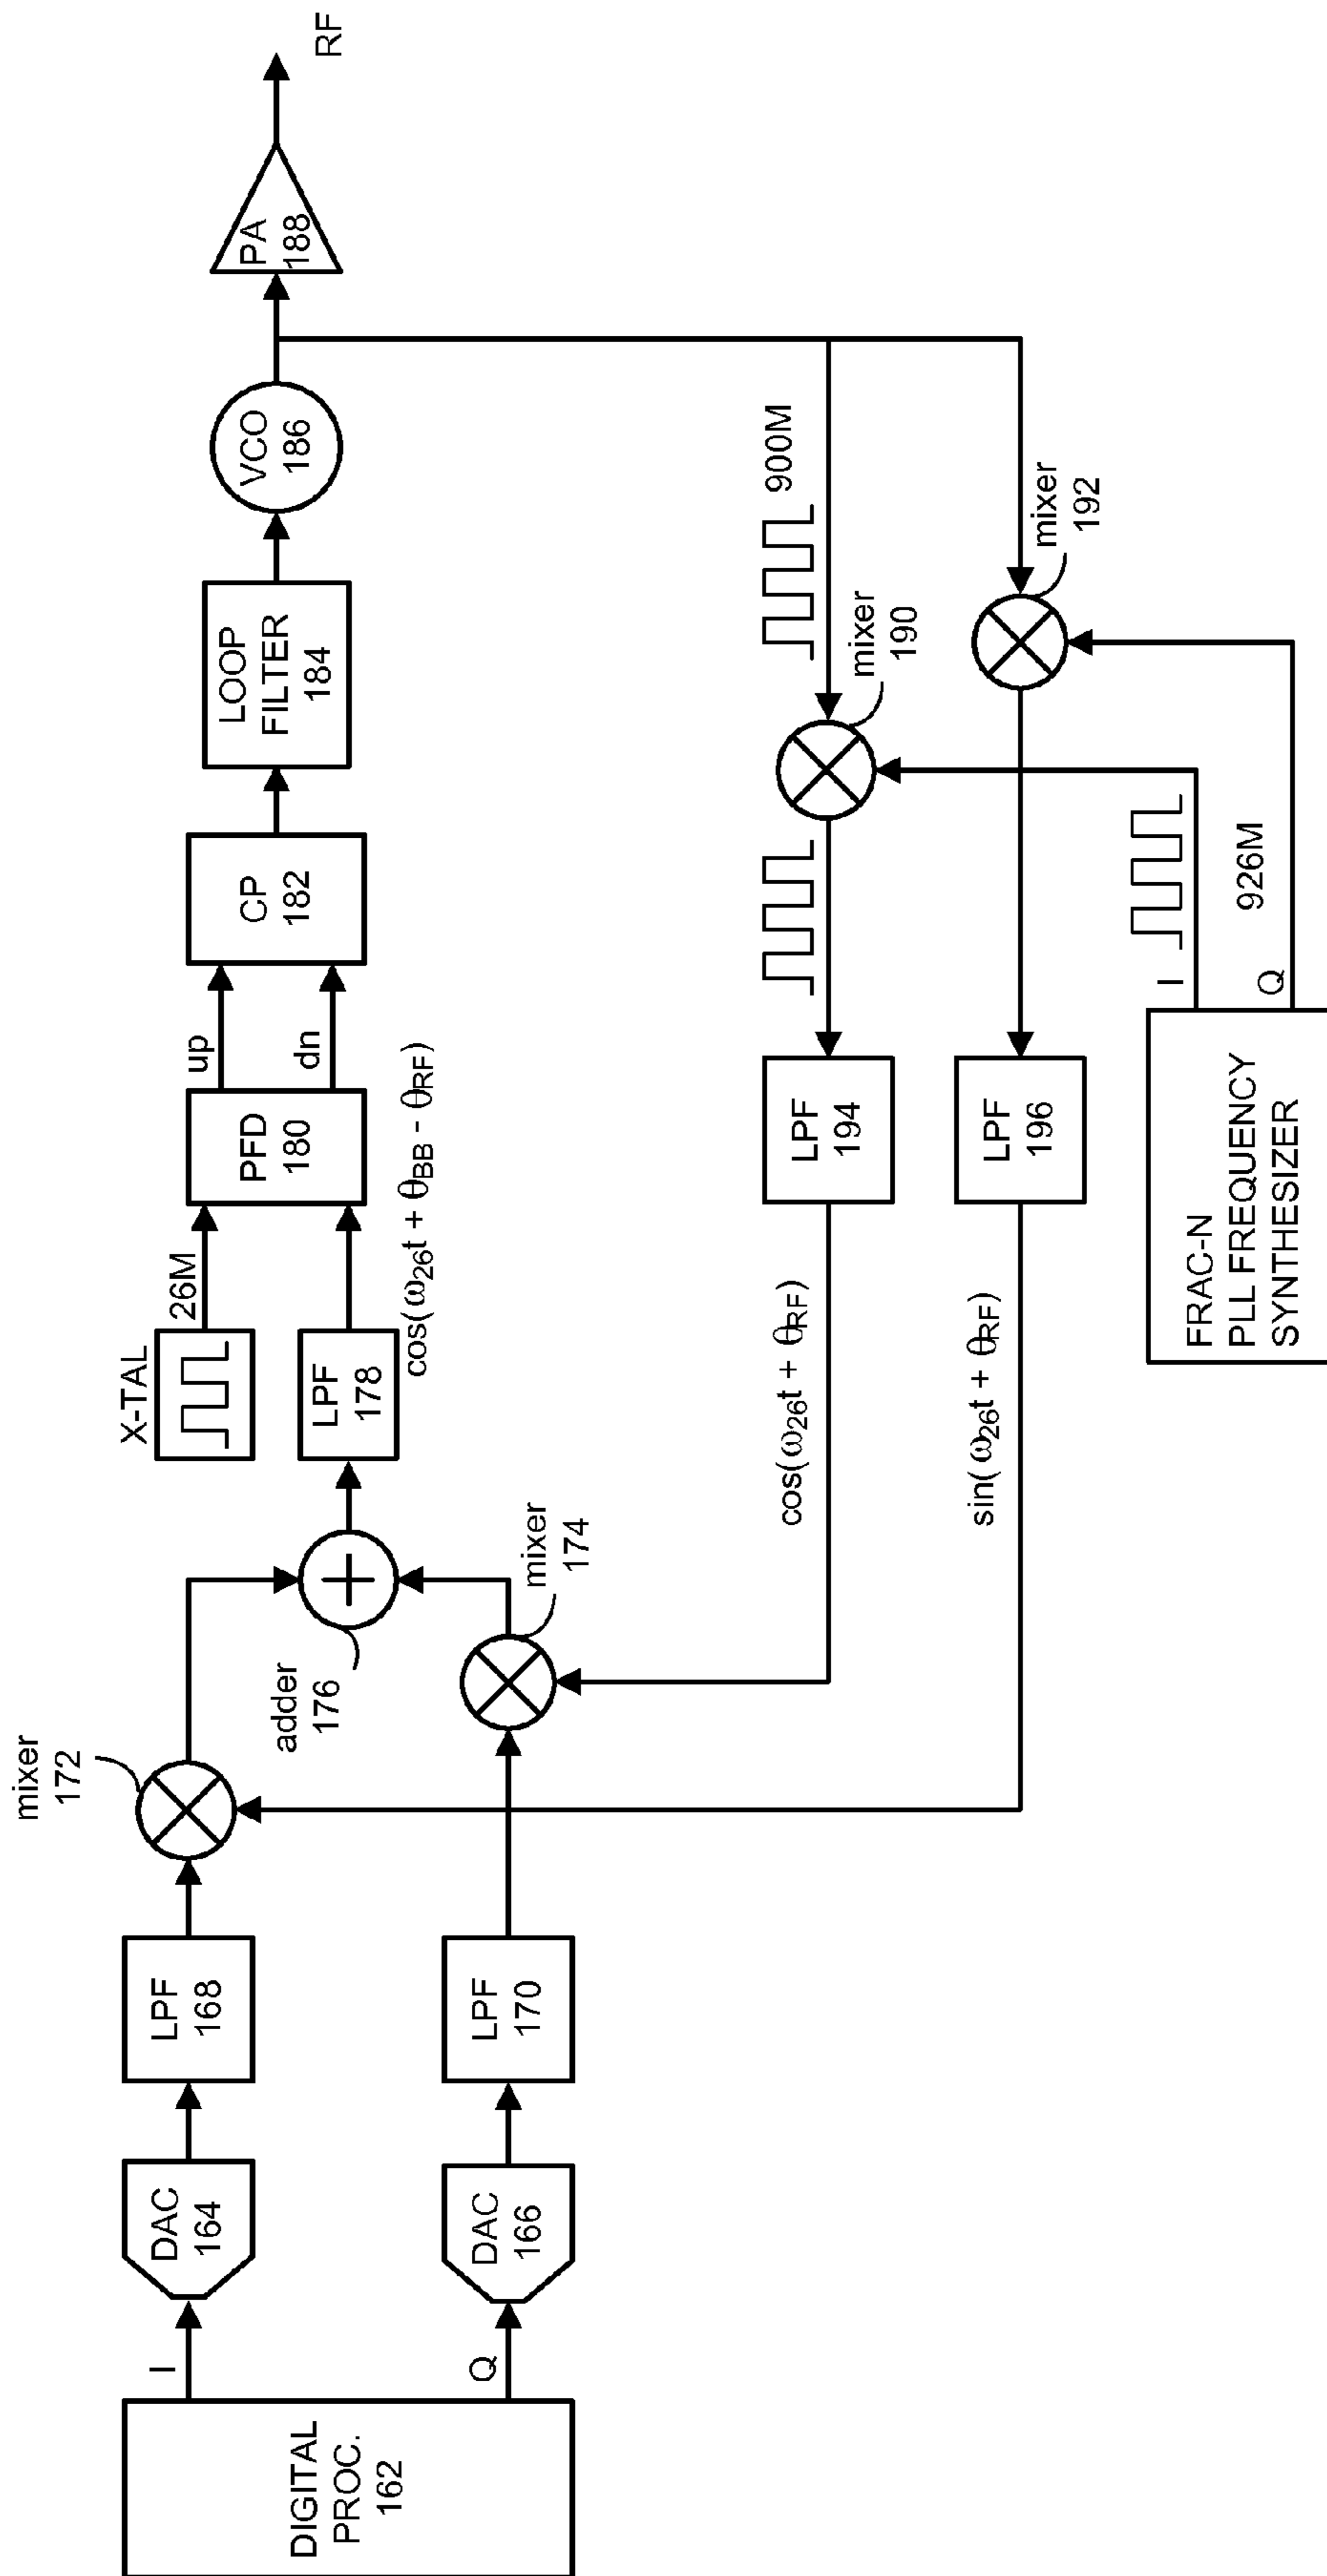 DIGITAL
PROC.
162
I
Q
DAC
164
DAC
166
LPF
168
LPF
170
mixer
172
mixer
174
adder
176
X-TAL
26M
LPF
178
cos(ω26t + θBB - θRF)
PFD
180
up
dn
CP
182
LOOP
FILTER
184
VCO
186
PA
188
RF
900M
mixer
190
mixer
192
LPF
194
LPF
196
cos(ω26t + θRF)
sin(ω26t + θRF)
I
926M
Q
FRAC-N
PLL FREQUENCY
SYNTHESIZER